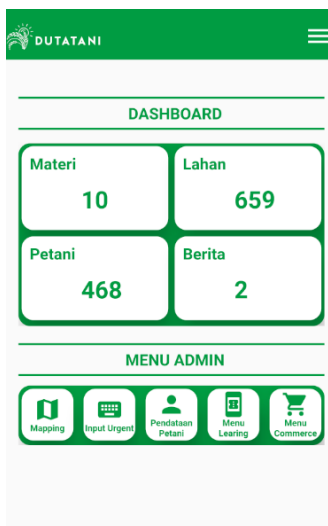 DUTATANI
DASHBOARD
Materi
10
Lahan
659
Petani
468
Berita
2
MENU ADMIN
Mapping
Input Urgent
Pendataan
Petani
Menu
Learing
Menu
Commerce